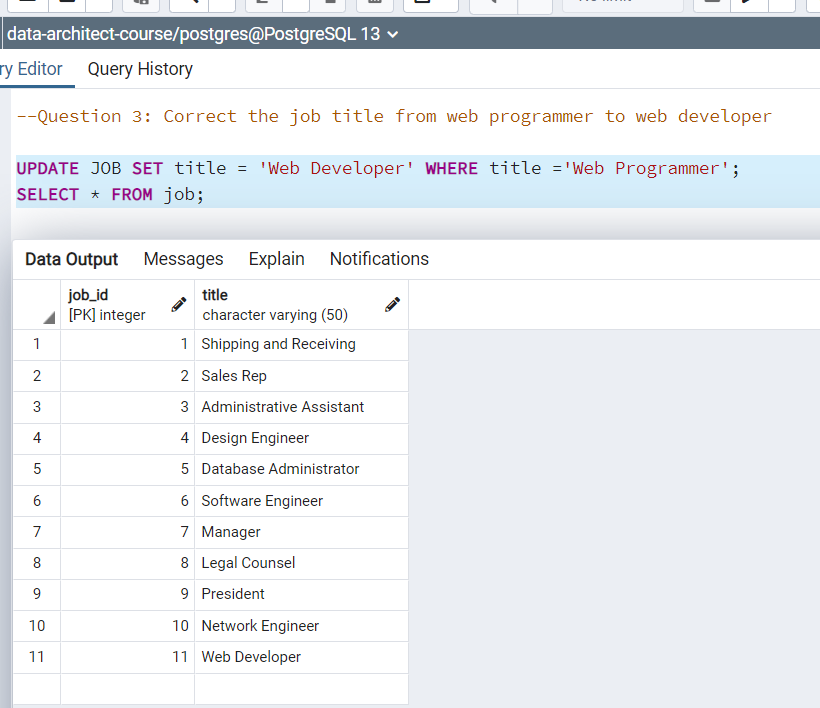 data-architect-course/postgres@PostgreSQL 13
ry Editor Query History
--Question 3: Correct the job title from web programmer to web developer
UPDATE JOB SET title = 'Web Developer' WHERE title ='Web Programmer';
SELECT * FROM job;
Data Output Messages Explain Notifications
job_id title
[PK] integer character varying (50)
1 1 Shipping and Receiving
2 2 Sales Rep
3 3 Administrative Assistant
4 4 Design Engineer
5 5 Database Administrator
6 6 Software Engineer
7 7 Manager
8 8 Legal Counsel
9 9 President
10 10 Network Engineer
11 11 Web Developer